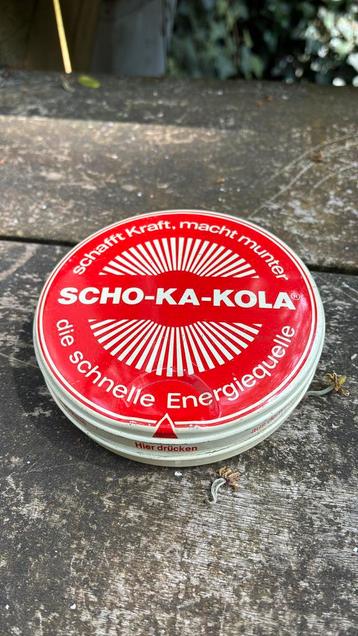 schafft Kraft, macht munter
SCHO-KA-KOLA®
die schnelle Energiequelle
Hier drücken